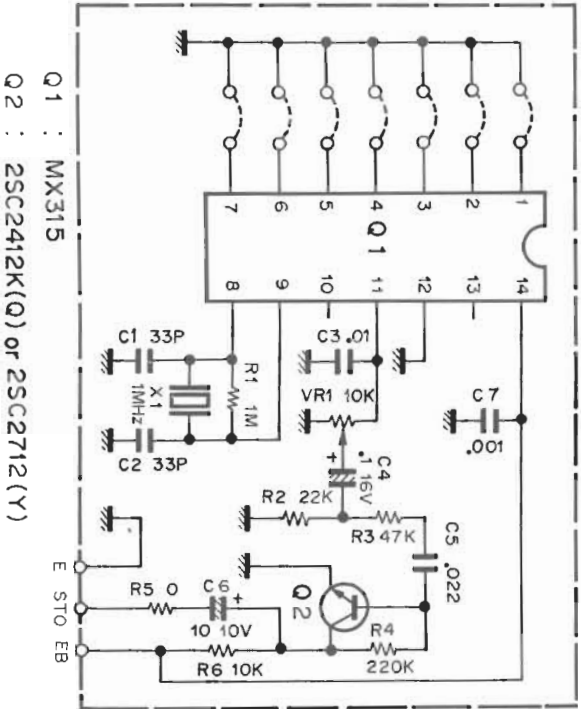 7 6 5 4 3 2 1
Q1
8 9 10 11 12 13 14
C1 33P
X1
1MHz
R1
1M
C2 33P
C3 .01
VR1 10K
C7
.001
+
C4
.1 16V
R2 22K
R3 47K
C5
.022
E
STO
EB
R5 0
C6
+
10 10V
R6 10K
Q2
R4
220K
Q1 : MX315
Q2 : 2SC2412K(Q) or 2SC2712(Y)